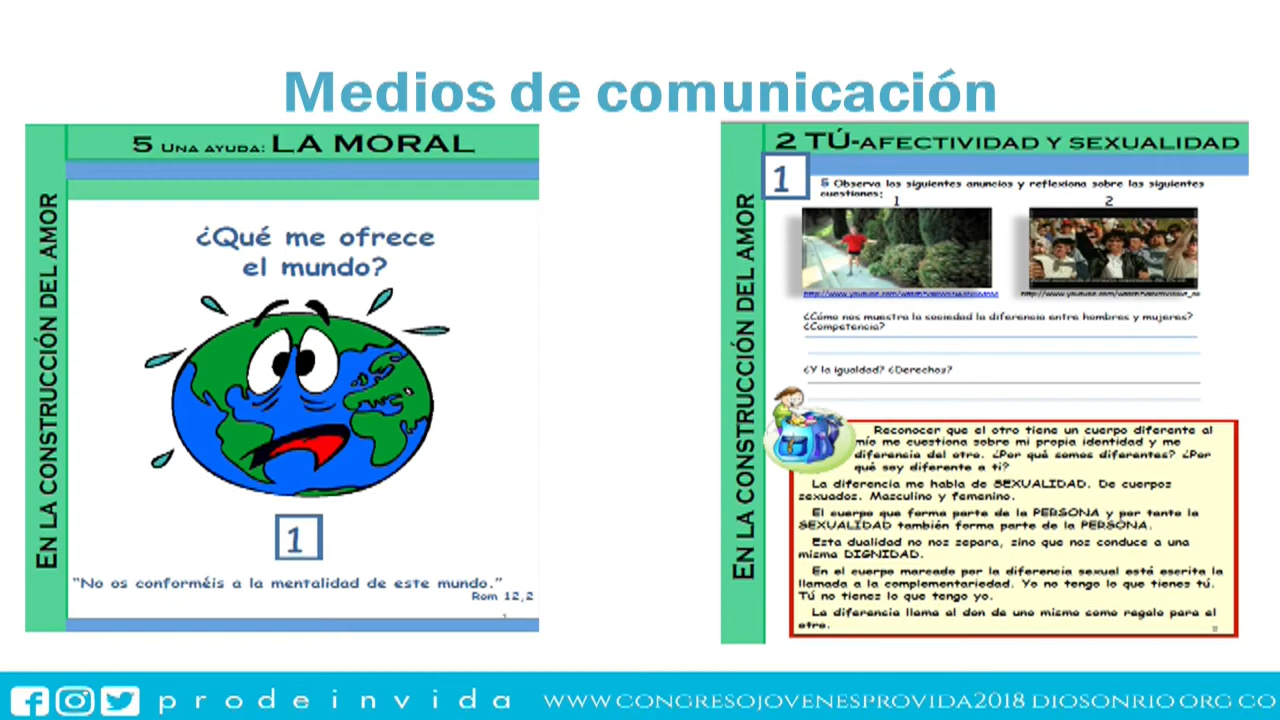 Medios de comunicación
5 UNA AYUDA: LA MORAL
EN LA CONSTRUCCIÓN DEL AMOR
¿Qué me ofrece
el mundo?
1
"No os conforméis a la mentalidad de este mundo."
Rom 12,2
2 TÚ-AFECTIVIDAD Y SEXUALIDAD
EN LA CONSTRUCCIÓN DEL AMOR
1
5 Observa los siguientes anuncios y reflexiona sobre las siguientes
cuestiones:
1
2
¿Cómo nos muestra la sociedad la diferencia entre hombres y mujeres?
¿Competencia?
¿Y la igualdad? ¿Derechos?
Reconocer que el otro tiene un cuerpo diferente al
mío me cuestiona sobre mi propia identidad y me
diferencia del otro. ¿Por qué somos diferentes? ¿Por
qué soy diferente a ti?
La diferencia me habla de SEXUALIDAD. De cuerpos
sexuados. Masculino y femenino.
El cuerpo que forma parte de la PERSONA y por tanto la
SEXUALIDAD también forma parte de la PERSONA.
Esta dualidad no nos separa, sino que nos conduce a una
misma DIGNIDAD.
En el cuerpo marcado por la diferencia sexual está escrita la
llamada a la complementariedad. Yo no tengo lo que tienes tú.
Tú no tienes lo que tengo yo.
La diferencia llama al don de uno mismo como regalo para el
otro.
prodeinvida
WWW CONGRESOJOVENESPROVIDA2018 DIOSONRIO ORG CO